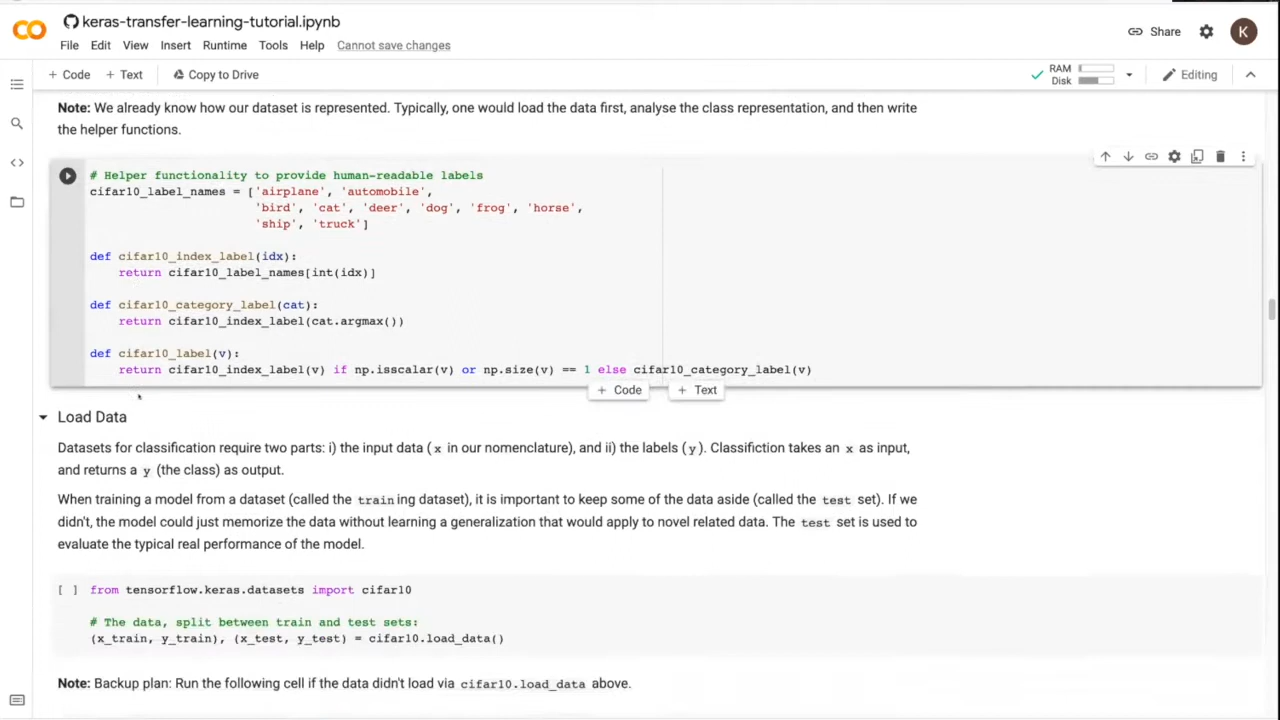 keras-transfer-learning-tutorial.ipynb
File Edit View Insert Runtime Tools Help Cannot save changes
Share
K
+ Code + Text Copy to Drive
RAM
Disk
Editing
Note: We already know how our dataset is represented. Typically, one would load the data first, analyse the class representation, and then write
the helper functions.
# Helper functionality to provide human-readable labels
cifar10_label_names = ['airplane', 'automobile',
'bird', 'cat', 'deer', 'dog', 'frog', 'horse',
'ship', 'truck']
def cifar10_index_label(idx):
return cifar10_label_names[int(idx)]
def cifar10_category_label(cat):
return cifar10_index_label(cat.argmax())
def cifar10_label(v):
return cifar10_index_label(v) if np.isscalar(v) or np.size(v) == 1 else cifar10_category_label(v)
+ Code + Text
Load Data
Datasets for classification require two parts: i) the input data ( x in our nomenclature), and ii) the labels ( y ). Classifiction takes an x as input,
and returns a y (the class) as output.
When training a model from a dataset (called the train ing dataset), it is important to keep some of the data aside (called the test set). If we
didn't, the model could just memorize the data without learning a generalization that would apply to novel related data. The test set is used to
evaluate the typical real performance of the model.
[ ] from tensorflow.keras.datasets import cifar10
# The data, split between train and test sets:
(x_train, y_train), (x_test, y_test) = cifar10.load_data()
Note: Backup plan: Run the following cell if the data didn't load via cifar10.load_data above.